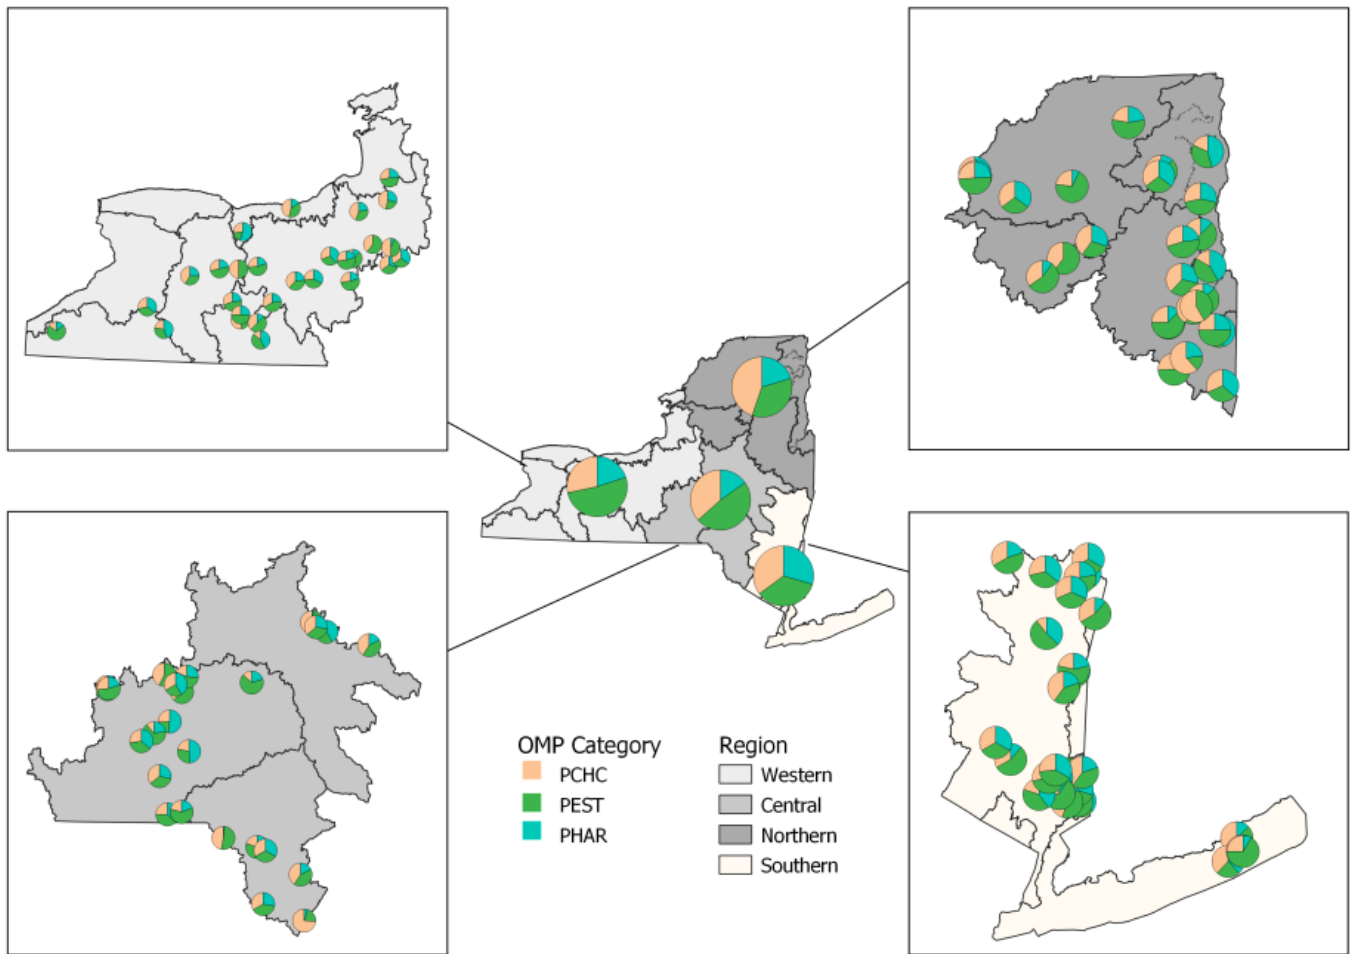 OMP Category
PCHC
PEST
PHAR
Region
Western
Central
Northern
Southern